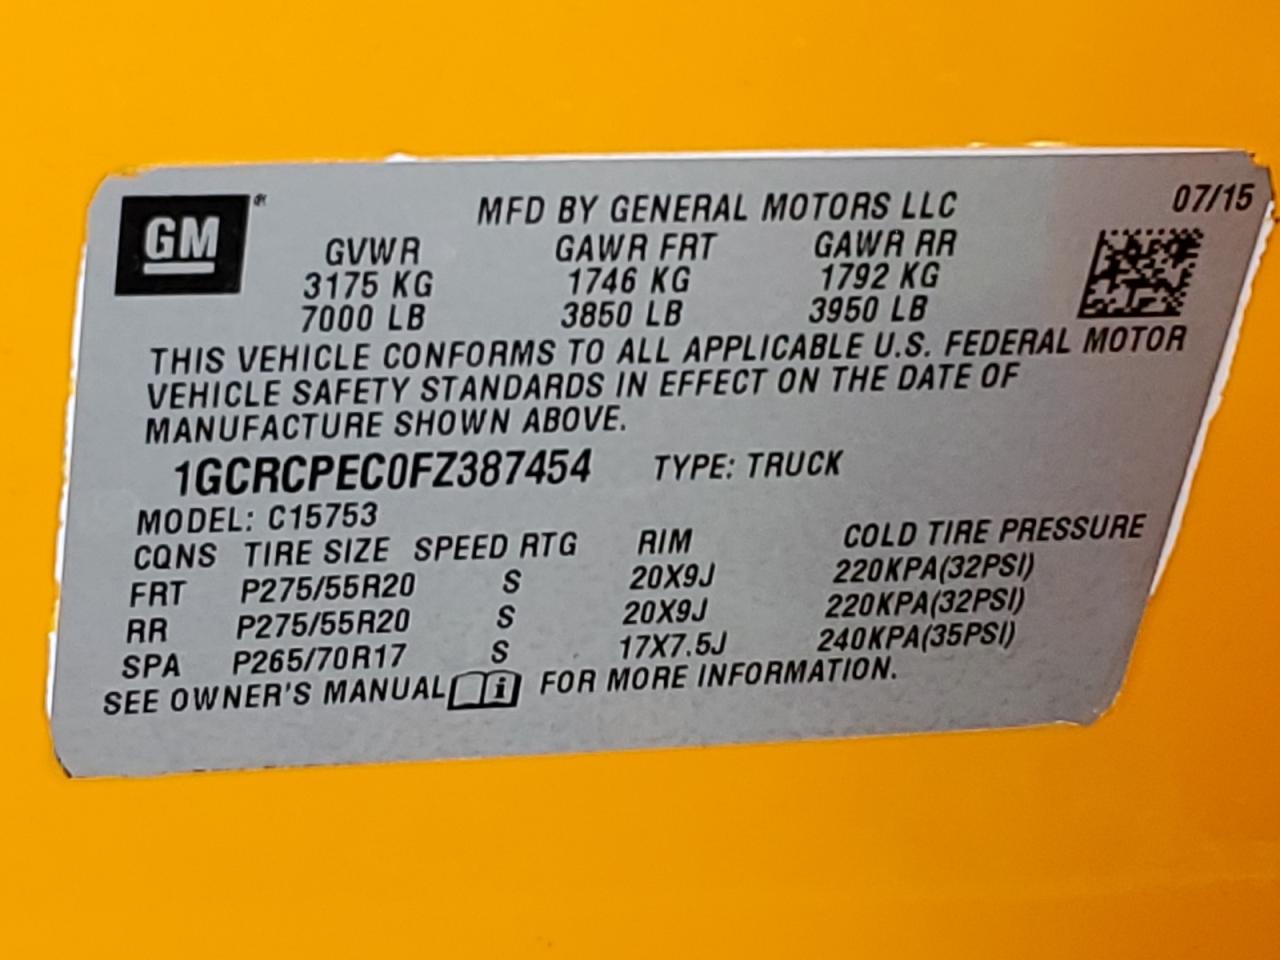 GM
MFD BY GENERAL MOTORS LLC 07/15
GVWR GAWR FRT GAWR RR
3175 KG 1746 KG 1792 KG
7000 LB 3850 LB 3950 LB
THIS VEHICLE CONFORMS TO ALL APPLICABLE U.S. FEDERAL MOTOR
VEHICLE SAFETY STANDARDS IN EFFECT ON THE DATE OF
MANUFACTURE SHOWN ABOVE.
1GCRCPEC0FZ387454 TYPE: TRUCK
MODEL: C15753
CQNS TIRE SIZE SPEED RTG RIM COLD TIRE PRESSURE
FRT P275/55R20 S 20X9J 220KPA(32PSI)
RR P275/55R20 S 20X9J 220KPA(32PSI)
SPA P265/70R17 S 17X7.5J 240KPA(35PSI)
SEE OWNER'S MANUAL i FOR MORE INFORMATION.